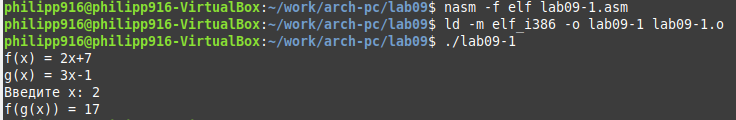 philipp916@philipp916-VirtualBox:~/work/arch-pc/lab09$ nasm -f elf lab09-1.asm
philipp916@philipp916-VirtualBox:~/work/arch-pc/lab09$ ld -m elf_i386 -o lab09-1 lab09-1.o
philipp916@philipp916-VirtualBox:~/work/arch-pc/lab09$ ./lab09-1
f(x) = 2x+7
g(x) = 3x-1
Введите x: 2
f(g(x)) = 17